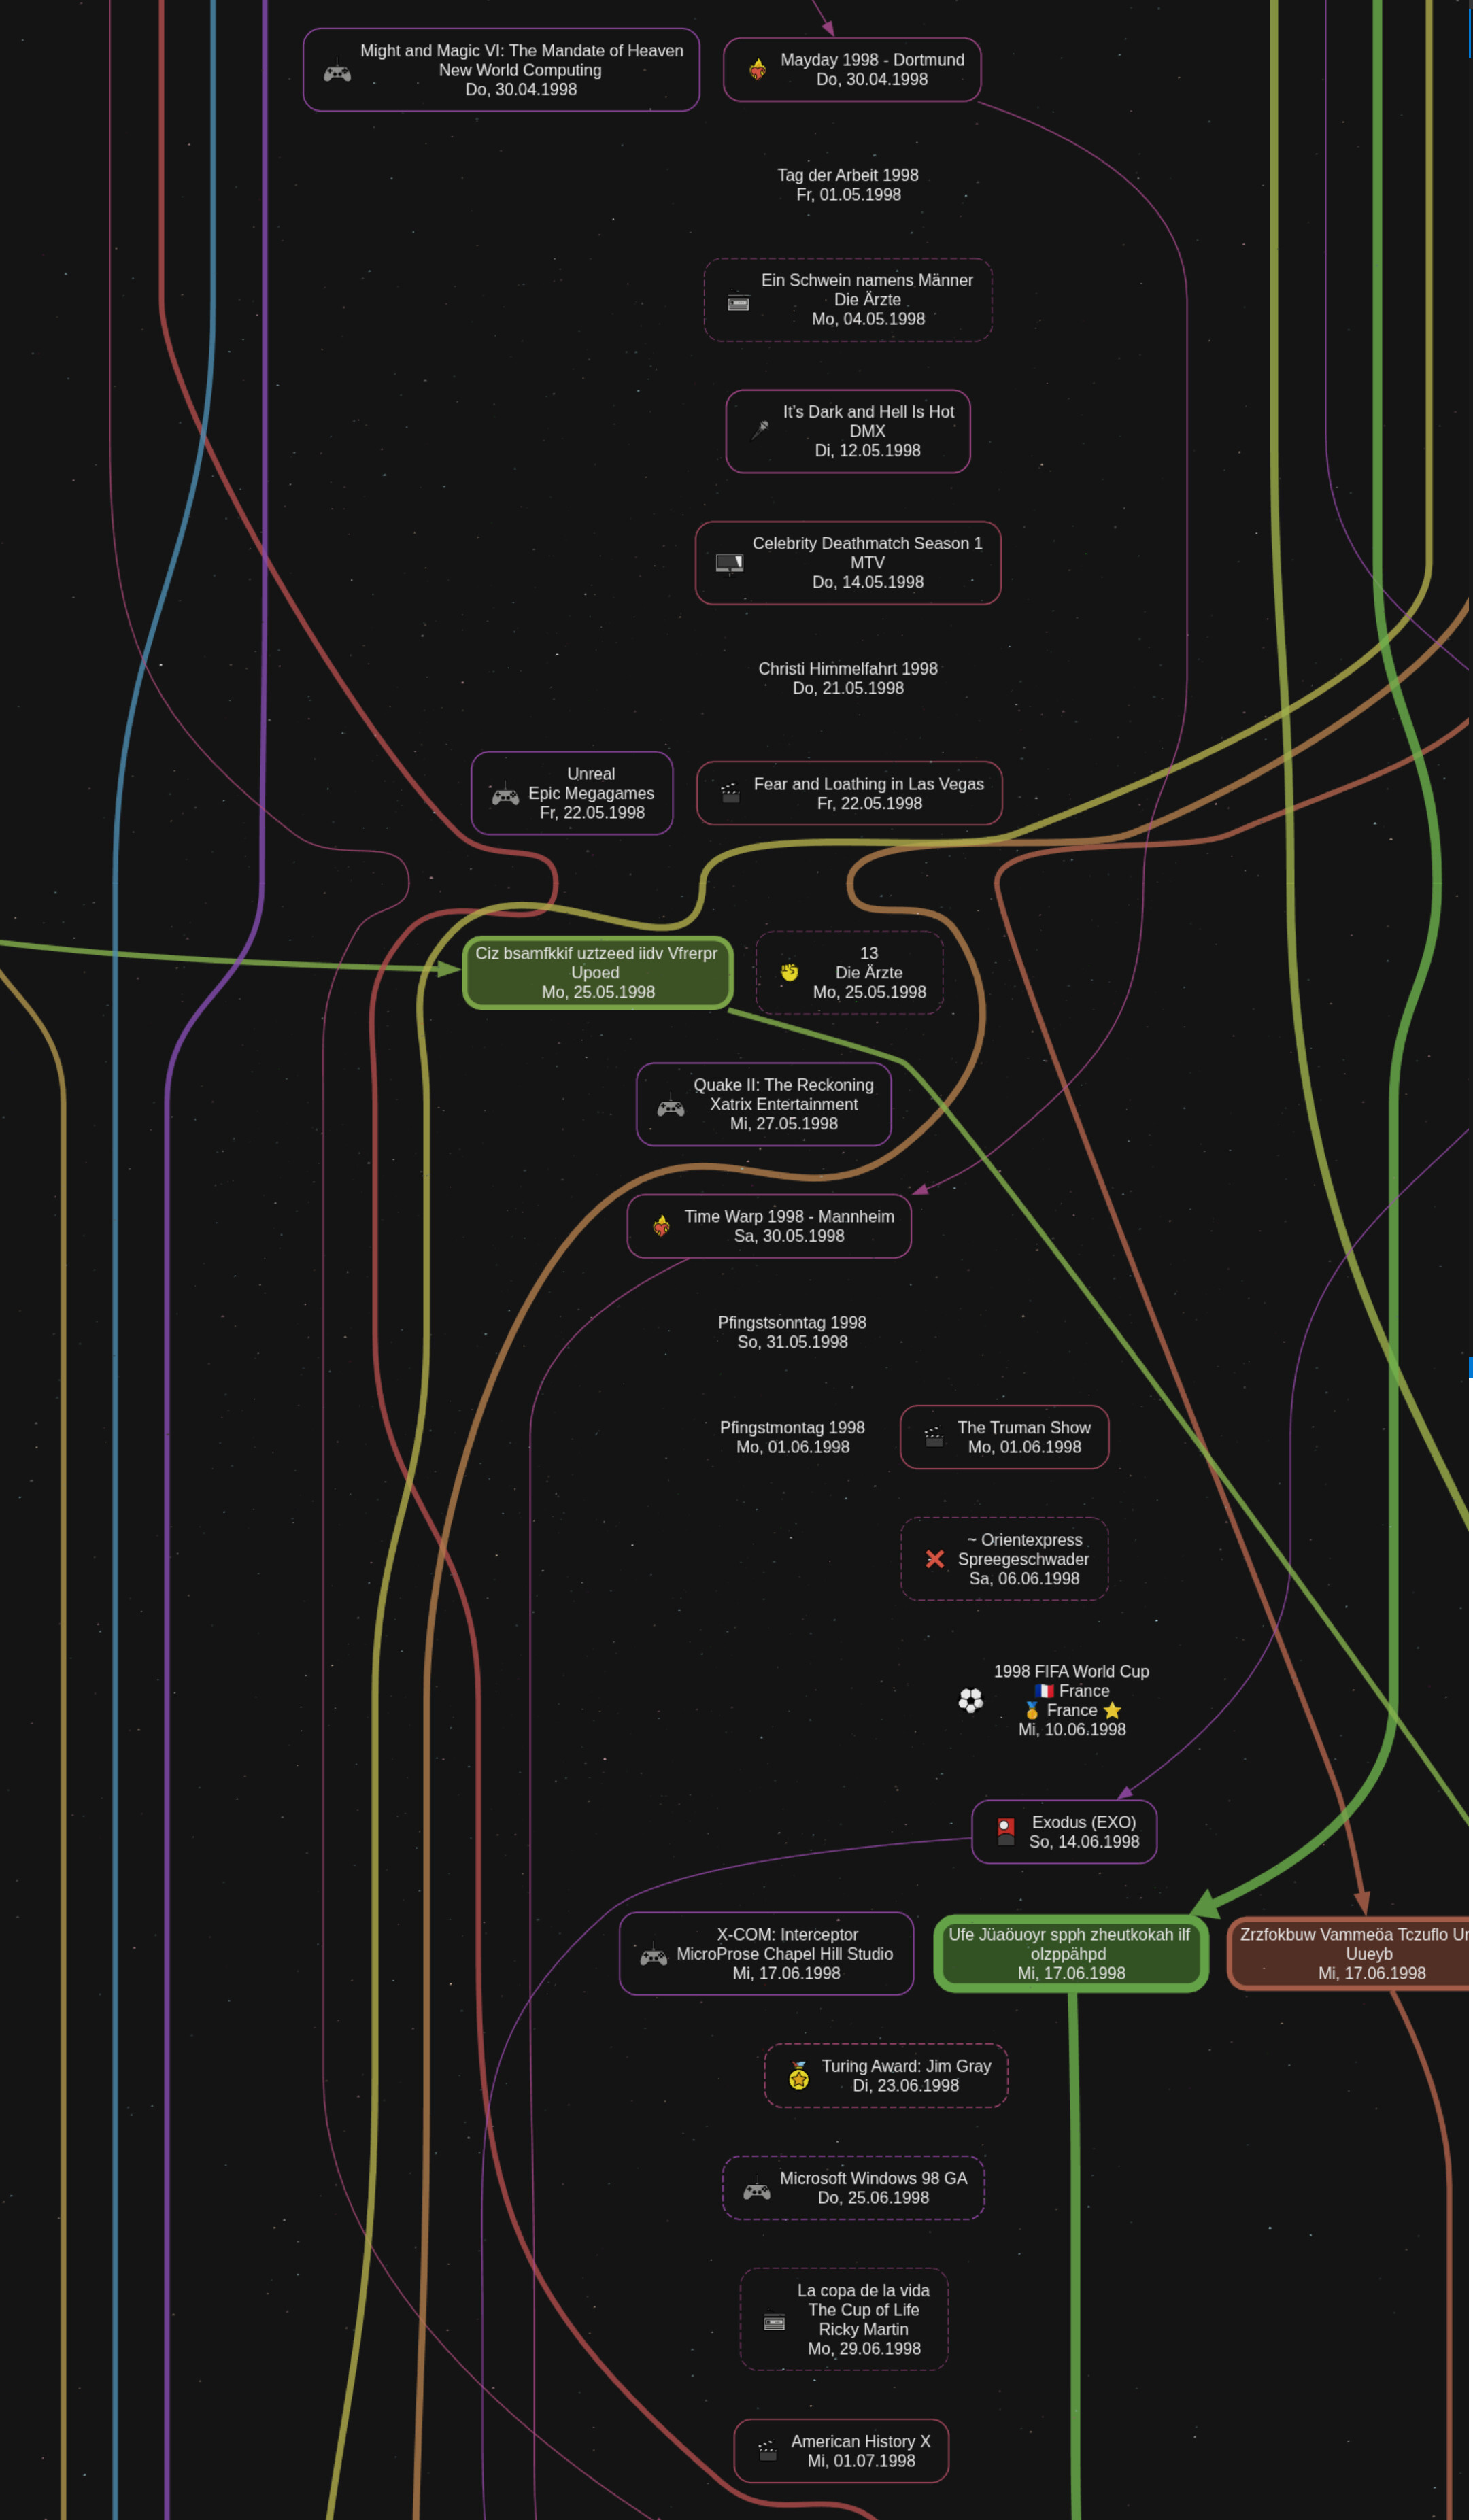 Might and Magic VI: The Mandate of Heaven
New World Computing
Do, 30.04.1998
Mayday 1998 - Dortmund
Do, 30.04.1998
Tag der Arbeit 1998
Fr, 01.05.1998
Ein Schwein namens Männer
Die Ärzte
Mo, 04.05.1998
It's Dark and Hell Is Hot
DMX
Di, 12.05.1998
Celebrity Deathmatch Season 1
MTV
Do, 14.05.1998
Christi Himmelfahrt 1998
Do, 21.05.1998
Unreal
Epic Megagames
Fr, 22.05.1998
Fear and Loathing in Las Vegas
Fr, 22.05.1998
Ciz bsamfkkif uztzeed iidv Vfrerpr
Upoed
Mo, 25.05.1998
13
Die Ärzte
Mo, 25.05.1998
Quake II: The Reckoning
Xatrix Entertainment
Mi, 27.05.1998
Time Warp 1998 - Mannheim
Sa, 30.05.1998
Pfingstsonntag 1998
So, 31.05.1998
Pfingstmontag 1998
Mo, 01.06.1998
The Truman Show
Mo, 01.06.1998
~ Orientexpress
Spreegeschwader
Sa, 06.06.1998
1998 FIFA World Cup
🇫🇷 France
🥇 France ⭐
Mi, 10.06.1998
Exodus (EXO)
So, 14.06.1998
X-COM: Interceptor
MicroProse Chapel Hill Studio
Mi, 17.06.1998
Ufe Jüaöuoyr spph zheutkokah ilf
olzppähpd
Mi, 17.06.1998
Zrzfokbuw Vammeöa Tczuflo
Uueyb
Mi, 17.06.1998
Turing Award: Jim Gray
Di, 23.06.1998
Microsoft Windows 98 GA
Do, 25.06.1998
La copa de la vida
The Cup of Life
Ricky Martin
Mo, 29.06.1998
American History X
Mi, 01.07.1998